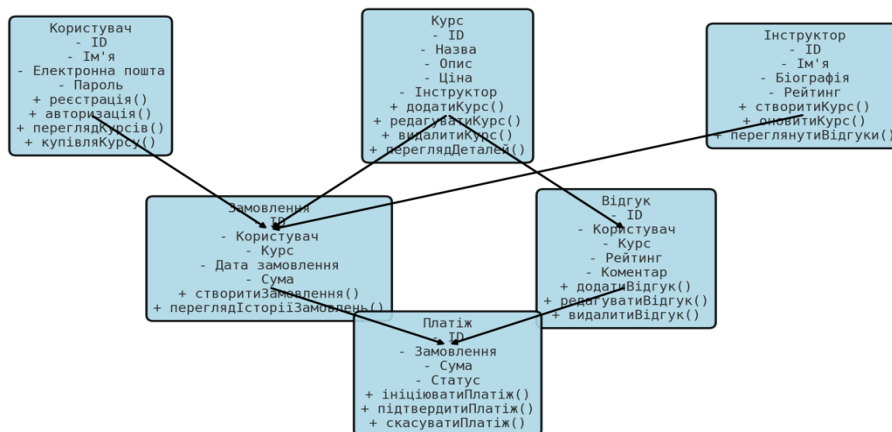 Користувач
- ID
- Ім'я
- Електронна пошта
- Пароль
+ реєстрація()
+ авторизація()
+ переглядКурсів()
+ купівляКурсу()
Курс
- ID
- Назва
- Опис
- Ціна
- Інструктор
+ додатиКурс()
+ редагуватиКурс()
+ видалитиКурс()
+ переглядДеталей()
Інструктор
- ID
- Ім'я
- Біографія
- Рейтинг
+ створитиКурс()
+ оновитиКурс()
+ переглянутиВідгуки()
Замовлення
- ID
- Користувач
- Курс
- Дата замовлення
- Сума
+ створитиЗамовлення()
+ переглядІсторіїЗамовлень()
Відгук
- ID
- Користувач
- Курс
- Рейтинг
- Коментар
+ додатиВідгук()
+ редагуватиВідгук()
+ видалитиВідгук()
Платіж
- ID
- Замовлення
- Сума
- Статус
+ ініціюватиПлатіж()
+ підтвердитиПлатіж()
+ скасуватиПлатіж()